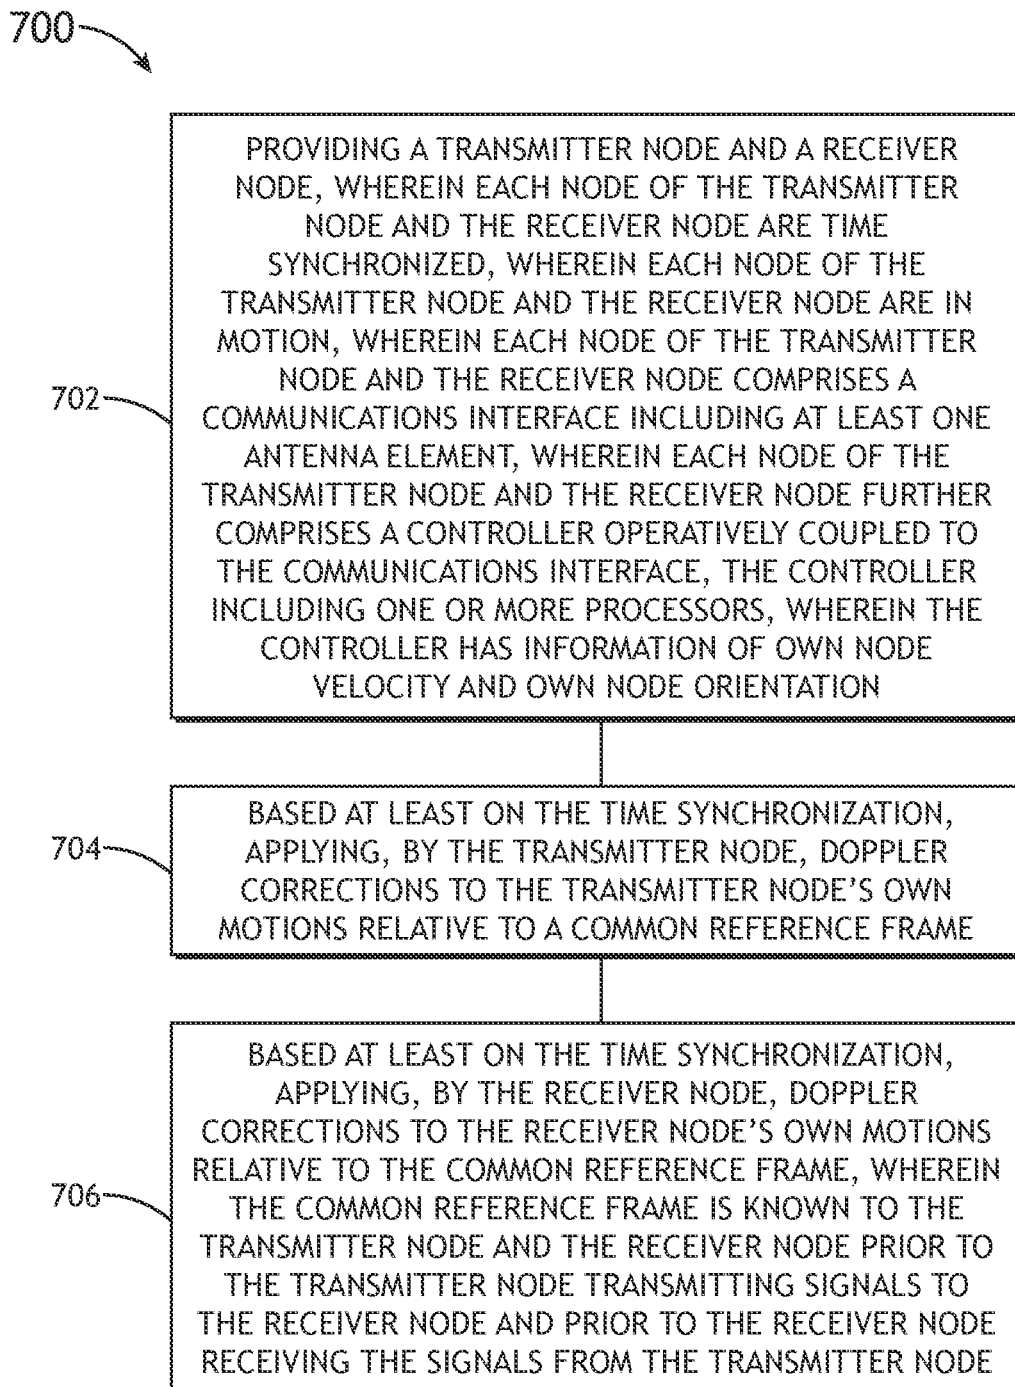 700
PROVIDING A TRANSMITTER NODE AND A RECEIVER
NODE, WHEREIN EACH NODE OF THE TRANSMITTER
NODE AND THE RECEIVER NODE ARE TIME
SYNCHRONIZED, WHEREIN EACH NODE OF THE
TRANSMITTER NODE AND THE RECEIVER NODE ARE IN
MOTION, WHEREIN EACH NODE OF THE TRANSMITTER
NODE AND THE RECEIVER NODE COMPRISES A
702
COMMUNICATIONS INTERFACE INCLUDING AT LEAST ONE
ANTENNA ELEMENT, WHEREIN EACH NODE OF THE
TRANSMITTER NODE AND THE RECEIVER NODE FURTHER
COMPRISES A CONTROLLER OPERATIVELY COUPLED TO
THE COMMUNICATIONS INTERFACE, THE CONTROLLER
INCLUDING ONE OR MORE PROCESSORS, WHEREIN THE
CONTROLLER HAS INFORMATION OF OWN NODE
VELOCITY AND OWN NODE ORIENTATION
704
BASED AT LEAST ON THE TIME SYNCHRONIZATION,
APPLYING, BY THE TRANSMITTER NODE, DOPPLER
CORRECTIONS TO THE TRANSMITTER NODE'S OWN
MOTIONS RELATIVE TO A COMMON REFERENCE FRAME
706
BASED AT LEAST ON THE TIME SYNCHRONIZATION,
APPLYING, BY THE RECEIVER NODE, DOPPLER
CORRECTIONS TO THE RECEIVER NODE'S OWN MOTIONS
RELATIVE TO THE COMMON REFERENCE FRAME, WHEREIN
THE COMMON REFERENCE FRAME IS KNOWN TO THE
TRANSMITTER NODE AND THE RECEIVER NODE PRIOR TO
THE TRANSMITTER NODE TRANSMITTING SIGNALS TO
THE RECEIVER NODE AND PRIOR TO THE RECEIVER NODE
RECEIVING THE SIGNALS FROM THE TRANSMITTER NODE